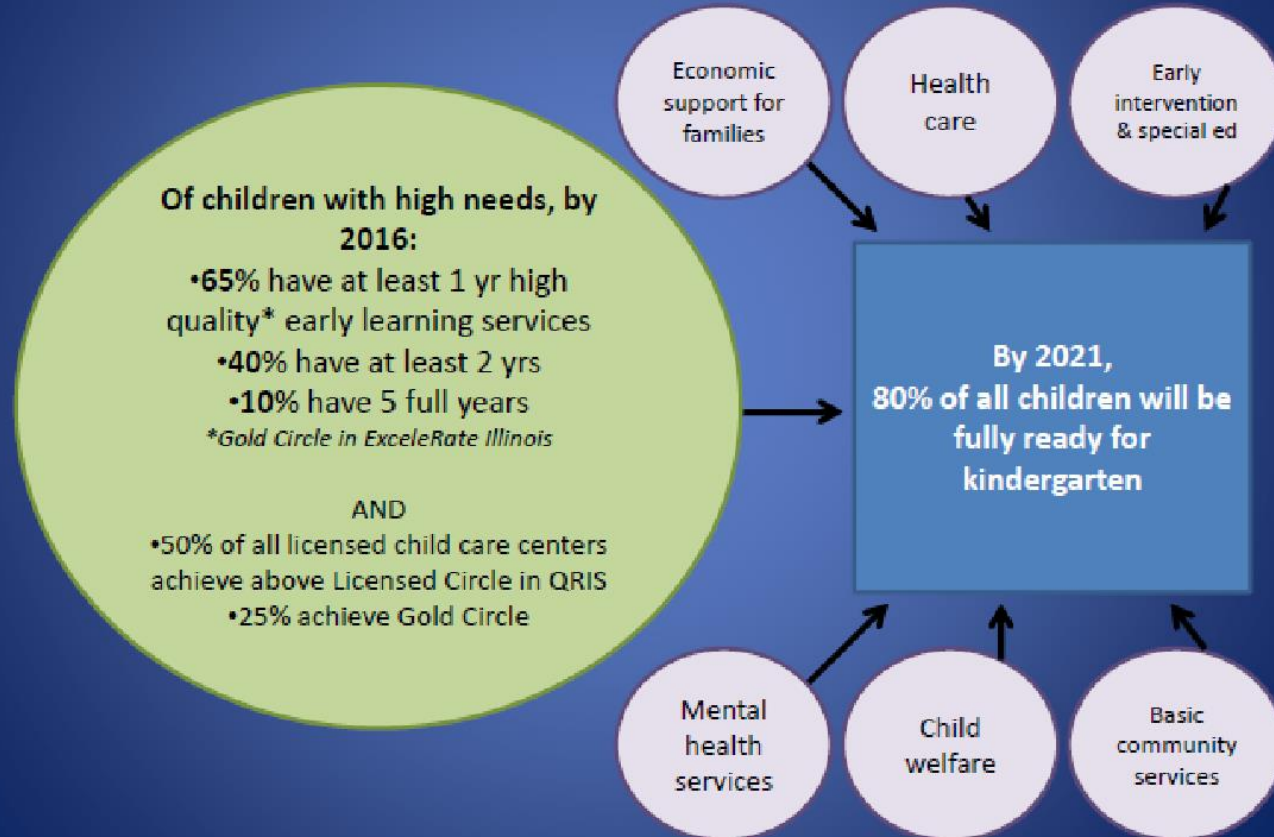 Economic
support for
families
Health
care
Early
intervention
& special ed
Of children with high needs, by
2016:
•65% have at least 1 yr high
quality* early learning services
•40% have at least 2 yrs
•10% have 5 full years
*Gold Circle in ExceleRate Illinois
AND
•50% of all licensed child care centers
achieve above Licensed Circle in QRIS
•25% achieve Gold Circle
By 2021,
80% of all children will be
fully ready for
kindergarten
Mental
health
services
Child
welfare
Basic
community
services